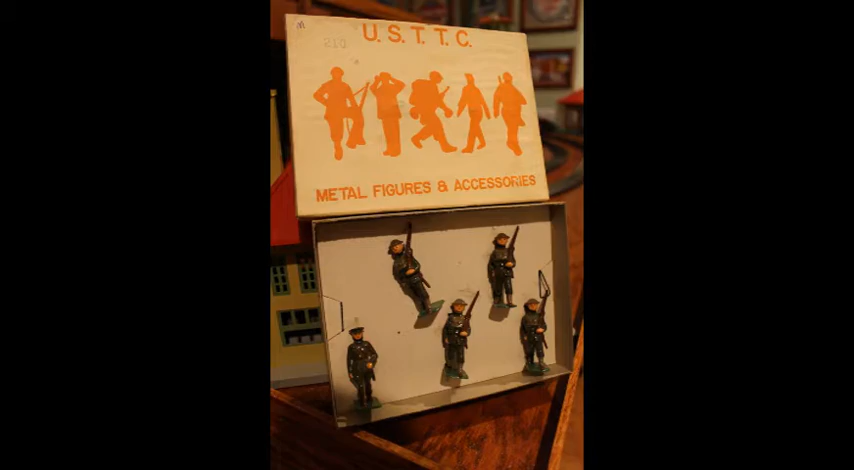 U. S. T. T. C.
METAL FIGURES & ACCESSORIES